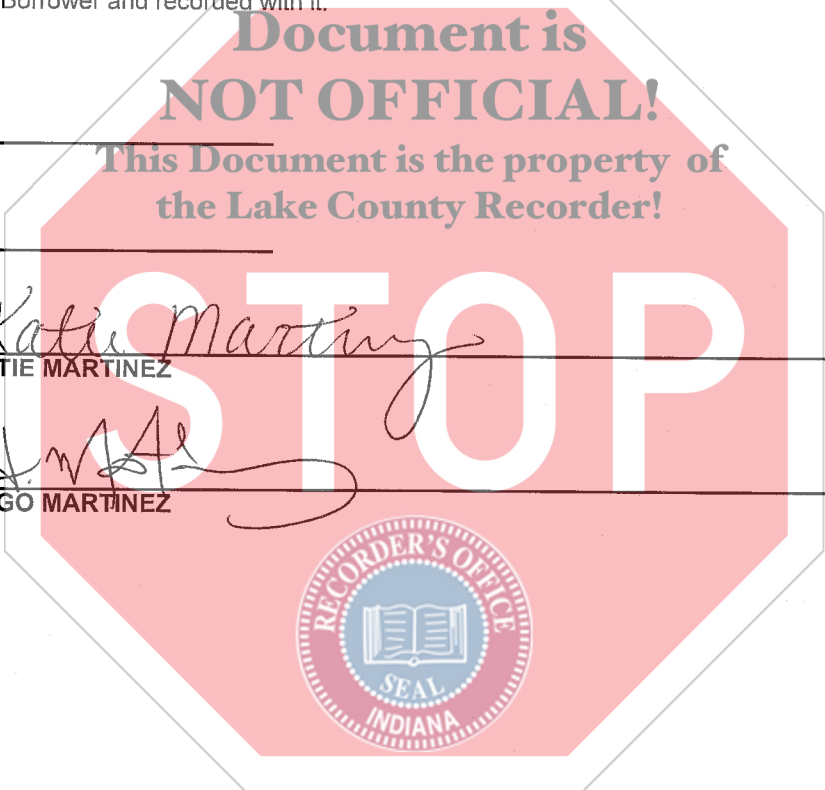 Borrower and recorded with it.
Document is
NOT OFFICIAL!
This Document is the property of
the Lake County Recorder!
STOP
Katie Martinez
TIE MARTINEZ
GO MARTINEZ
RECORDER'S OFFICE
SEAL
INDIANA